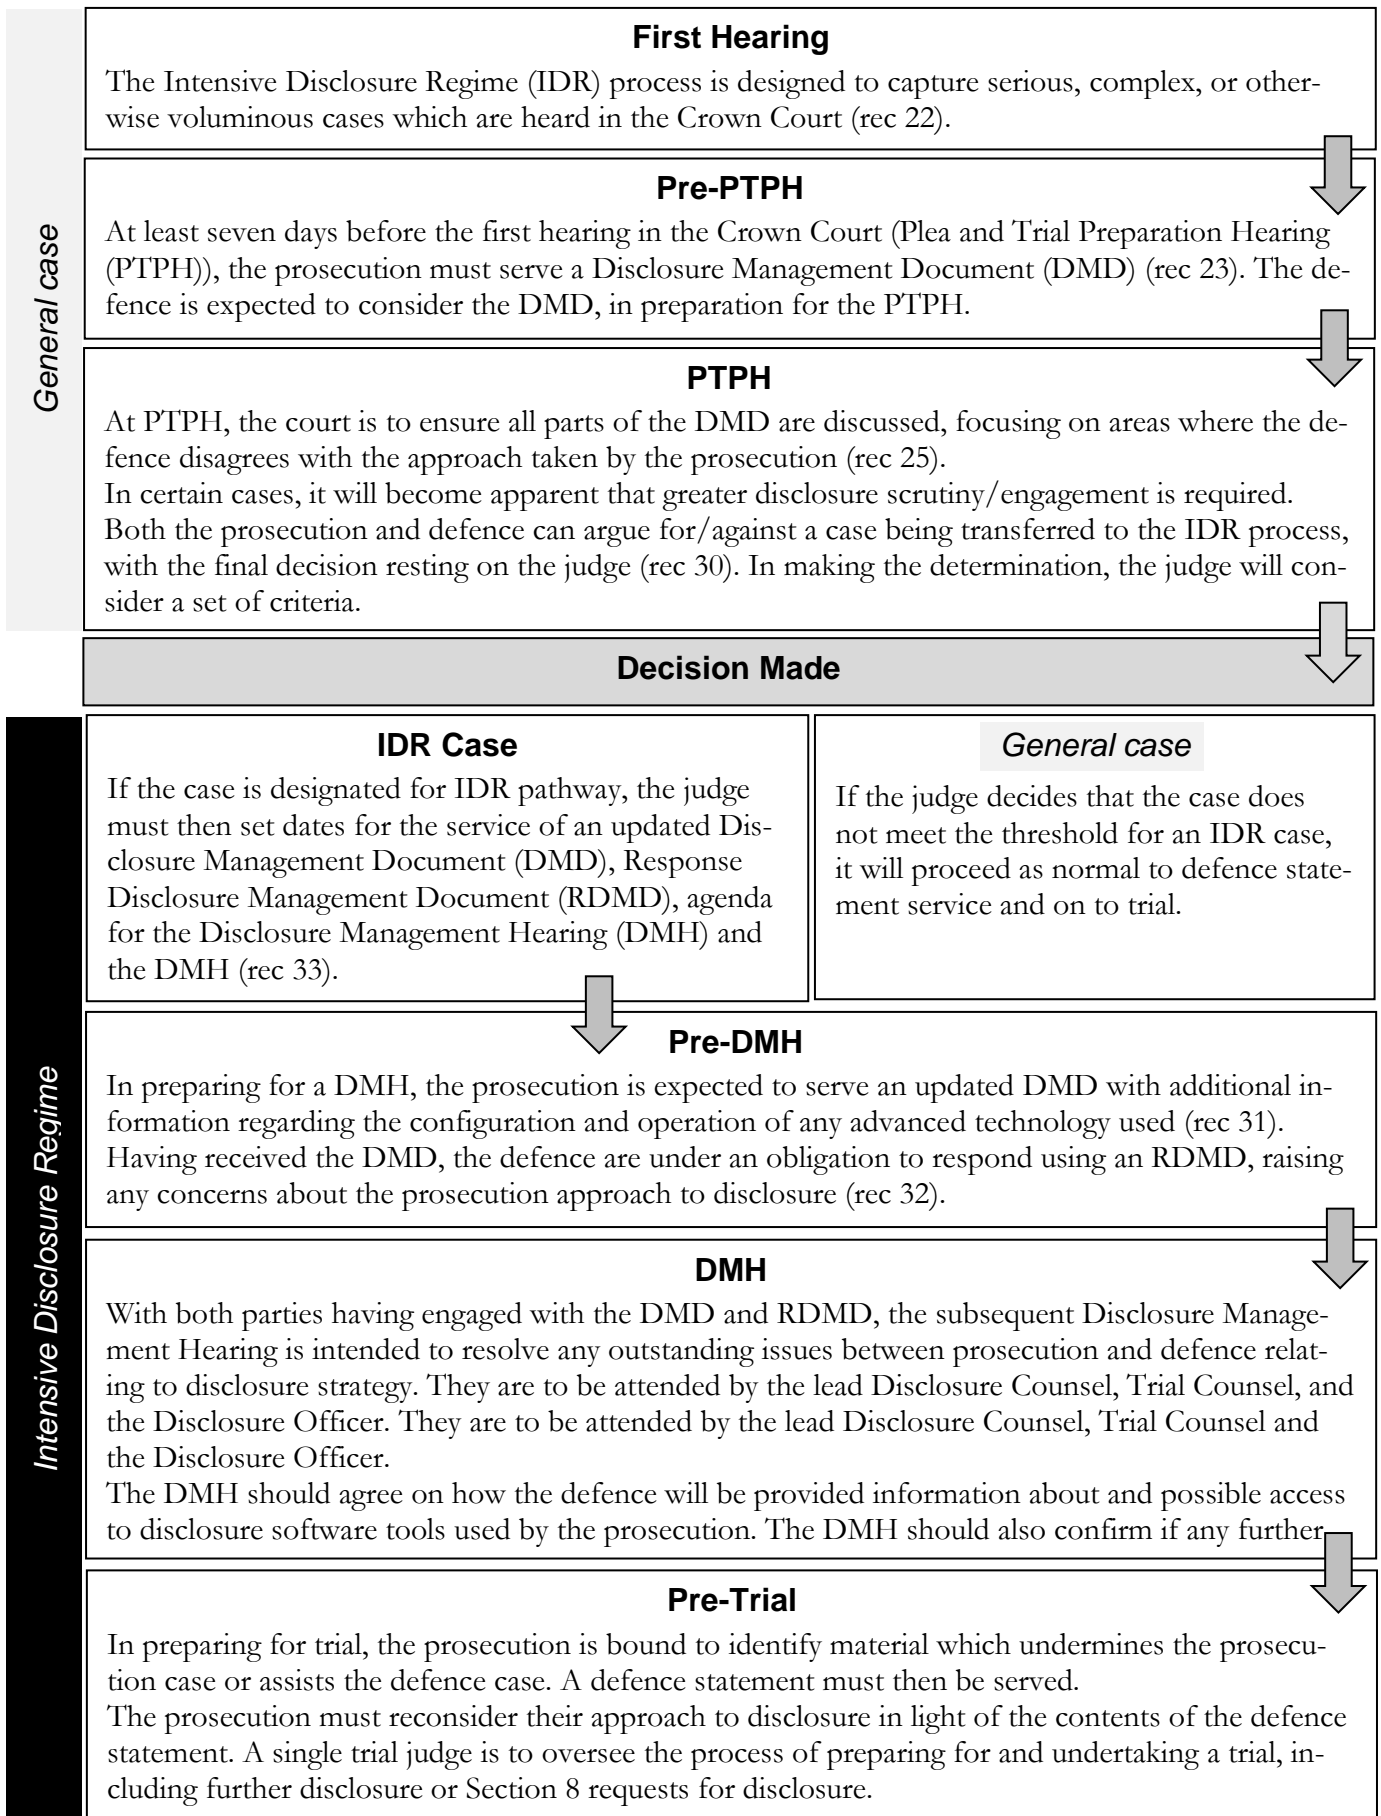 General case
First Hearing
The Intensive Disclosure Regime (IDR) process is designed to capture serious, complex, or other-
wise voluminous cases which are heard in the Crown Court (rec 22).
Pre-PTPH
At least seven days before the first hearing in the Crown Court (Plea and Trial Preparation Hearing
(PTPH)), the prosecution must serve a Disclosure Management Document (DMD) (rec 23). The de-
fence is expected to consider the DMD, in preparation for the PTPH.
PTPH
At PTPH, the court is to ensure all parts of the DMD are discussed, focusing on areas where the de-
fence disagrees with the approach taken by the prosecution (rec 25).
In certain cases, it will become apparent that greater disclosure scrutiny/engagement is required.
Both the prosecution and defence can argue for/against a case being transferred to the IDR process,
with the final decision resting on the judge (rec 30). In making the determination, the judge will con-
sider a set of criteria.
Decision Made
Intensive Disclosure Regime
IDR Case
If the case is designated for IDR pathway, the judge
must then set dates for the service of an updated Dis-
closure Management Document (DMD), Response
Disclosure Management Document (RDMD), agenda
for the Disclosure Management Hearing (DMH) and
the DMH (rec 33).
General case
If the judge decides that the case does
not meet the threshold for an IDR case,
it will proceed as normal to defence state-
ment service and on to trial.
Pre-DMH
In preparing for a DMH, the prosecution is expected to serve an updated DMD with additional in-
formation regarding the configuration and operation of any advanced technology used (rec 31).
Having received the DMD, the defence are under an obligation to respond using an RDMD, raising
any concerns about the prosecution approach to disclosure (rec 32).
DMH
With both parties having engaged with the DMD and RDMD, the subsequent Disclosure Manage-
ment Hearing is intended to resolve any outstanding issues between prosecution and defence relat-
ing to disclosure strategy. They are to be attended by the lead Disclosure Counsel, Trial Counsel, and
the Disclosure Officer. They are to be attended by the lead Disclosure Counsel, Trial Counsel and
the Disclosure Officer.
The DMH should agree on how the defence will be provided information about and possible access
to disclosure software tools used by the prosecution. The DMH should also confirm if any further
Pre-Trial
In preparing for trial, the prosecution is bound to identify material which undermines the prosecu-
tion case or assists the defence case. A defence statement must then be served.
The prosecution must reconsider their approach to disclosure in light of the contents of the defence
statement. A single trial judge is to oversee the process of preparing for and undertaking a trial, in-
cluding further disclosure or Section 8 requests for disclosure.